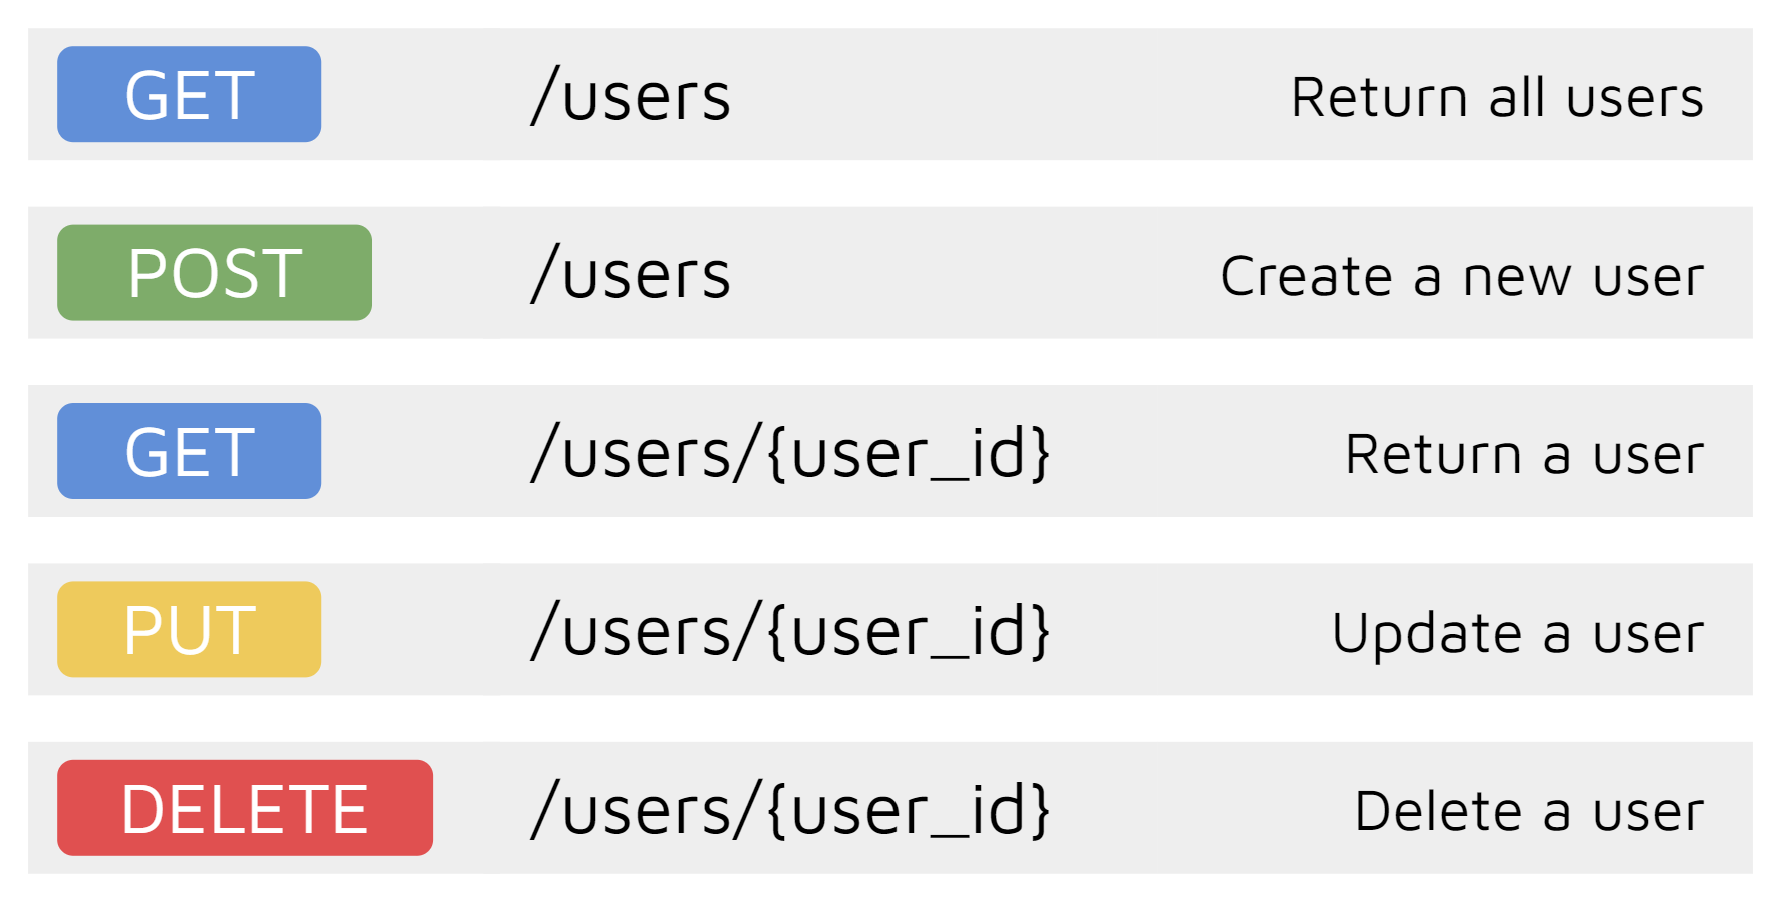 GET /users Return all users
POST /users Create a new user
GET /users/{user_id} Return a user
PUT /users/{user_id} Update a user
DELETE /users/{user_id} Delete a user